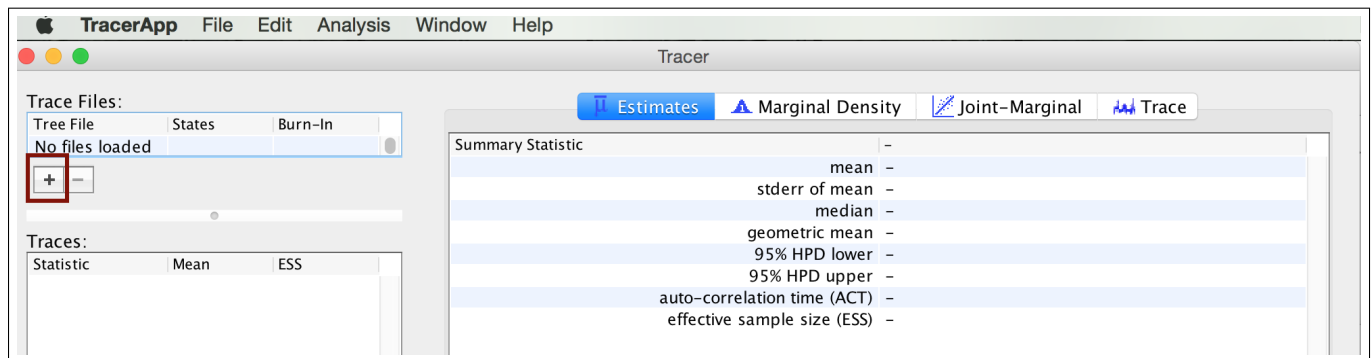 TracerApp File Edit Analysis Window Help
Tracer
Trace Files:
Tree File States Burn-In
No files loaded
+ −
Traces:
Statistic Mean ESS
μ Estimates Marginal Density Joint-Marginal Trace
Summary Statistic -
mean -
stderr of mean -
median -
geometric mean -
95% HPD lower -
95% HPD upper -
auto-correlation time (ACT) -
effective sample size (ESS) -